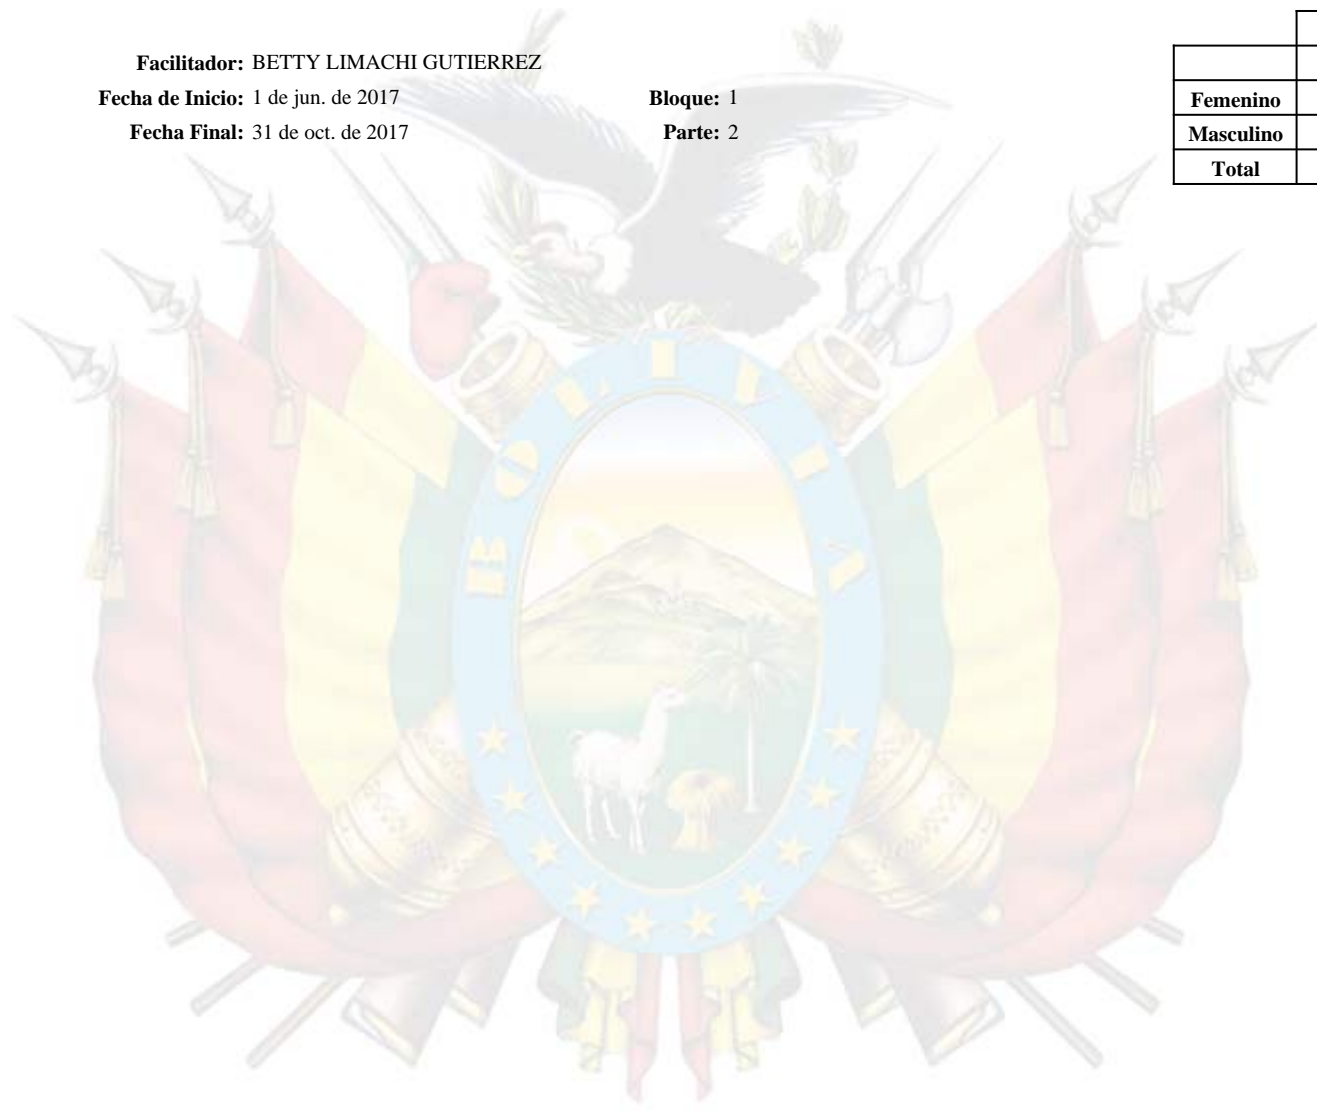 Facilitador: BETTY LIMACHI GUTIERREZ
Fecha de Inicio: 1 de jun. de 2017 Bloque: 1
Fecha Final: 31 de oct. de 2017 Parte: 2
Femenino
Masculino
Total
BOLIVIA